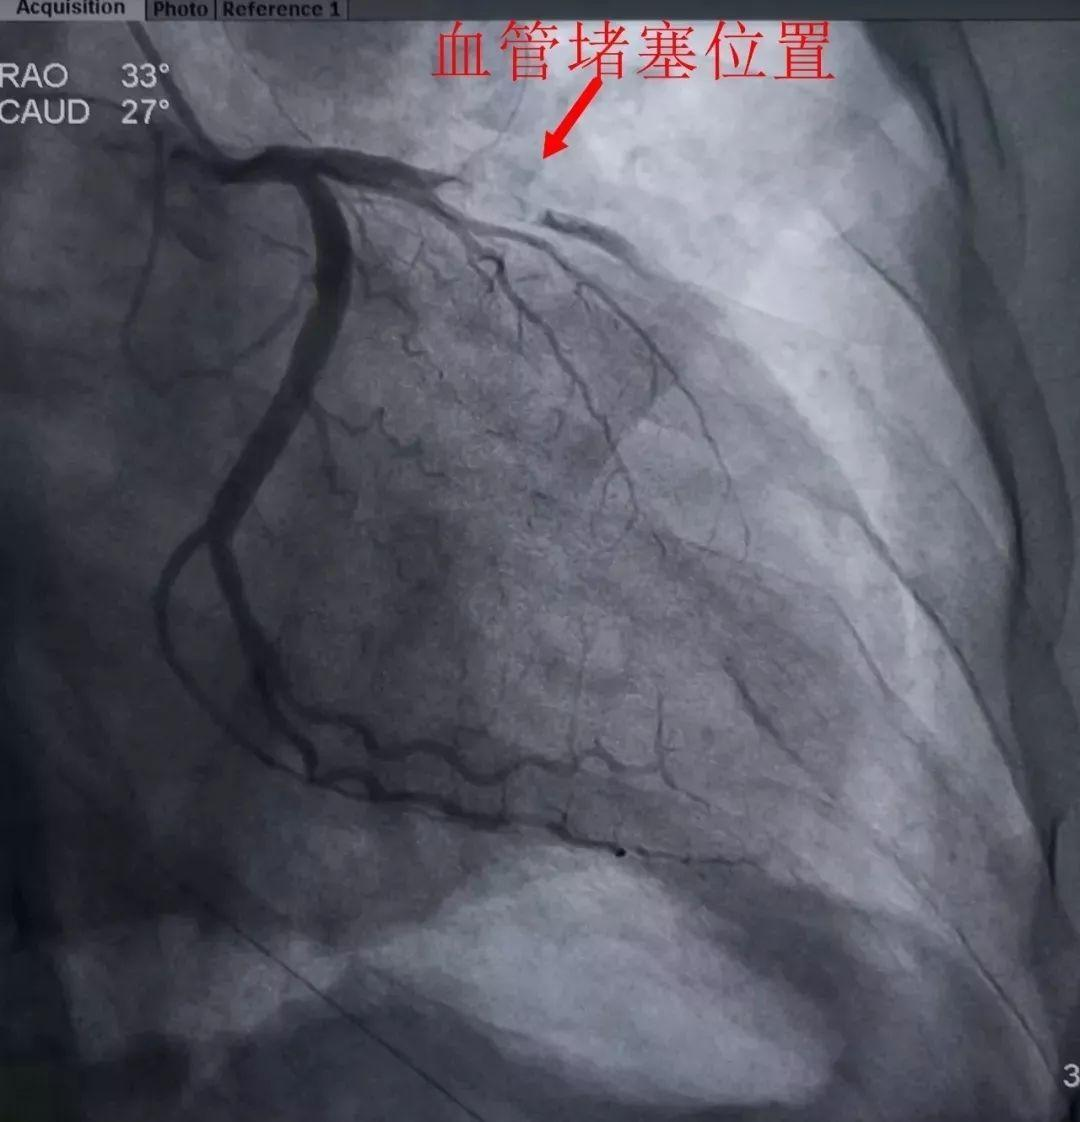 Acquisition Photo Reference 1
血管堵塞位置
RAO 33°
CAUD 27°
3